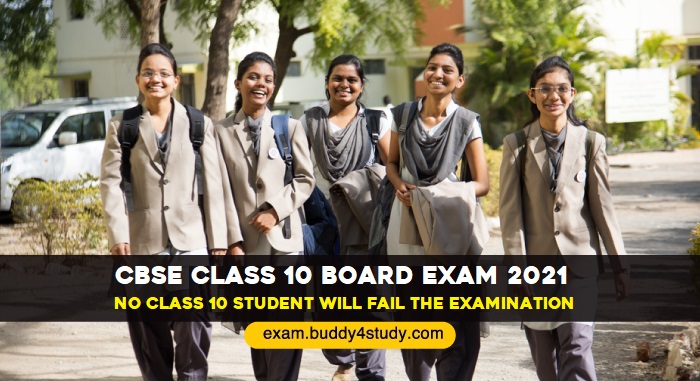 CBSE CLASS 10 BOARD EXAM 2021
NO CLASS 10 STUDENT WILL FAIL THE EXAMINATION
exam.buddy4study.com